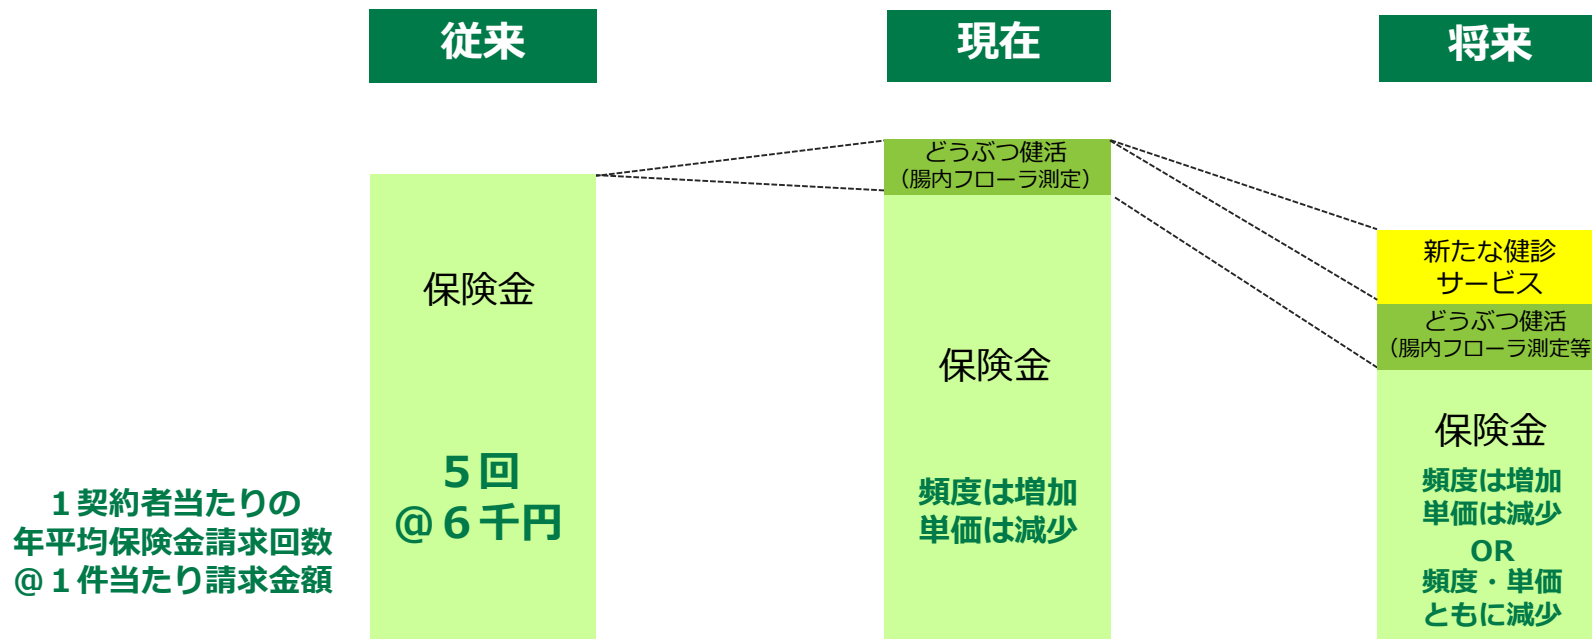 従来
現在
将来
どうぶつ健活
（腸内フローラ測定）
新たな健診
サービス
どうぶつ健活
（腸内フローラ測定等
保険金
保険金
保険金
５回
＠６千円
頻度は増加
単価は減少
頻度は増加
単価は減少
OR
頻度・単価
ともに減少
１契約者当たりの
年平均保険金請求回数
＠１件当たり請求金額